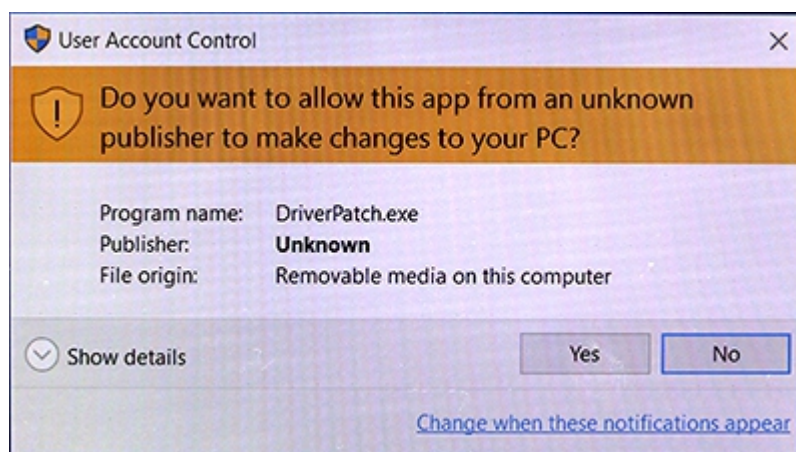 User Account Control
Do you want to allow this app from an unknown
publisher to make changes to your PC?
Program name: DriverPatch.exe
Publisher: Unknown
File origin: Removable media on this computer
Show details
Yes No
Change when these notifications appear